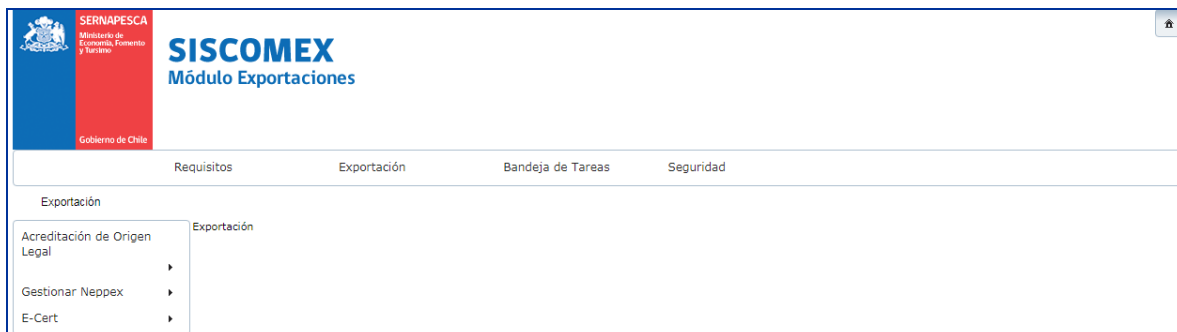 SERNAPESCA
Ministerio de
Economía, Fomento
y Turismo
Gobierno de Chile
SISCOMEX
Módulo Exportaciones
Requisitos Exportación Bandeja de Tareas Seguridad
Exportación
Acreditación de Origen
Legal
Gestionar Neppex
E-Cert
Exportación